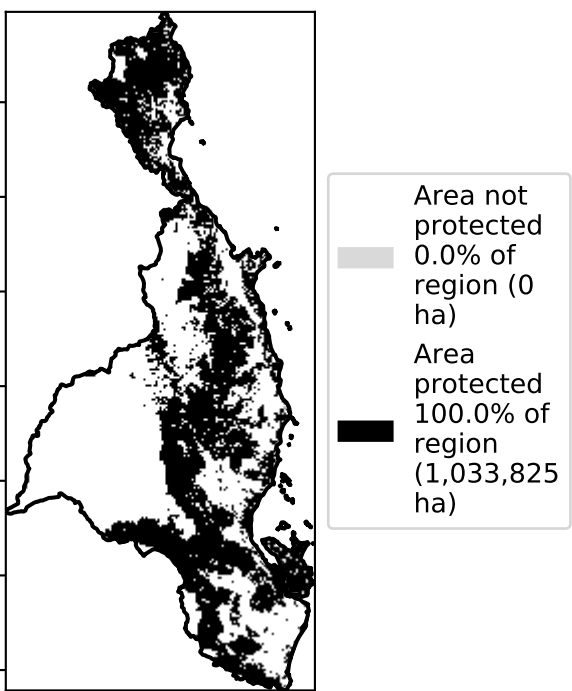 Area not
protected
0.0% of
region (0
ha)
Area
protected
100.0% of
region
(1,033,825
ha)